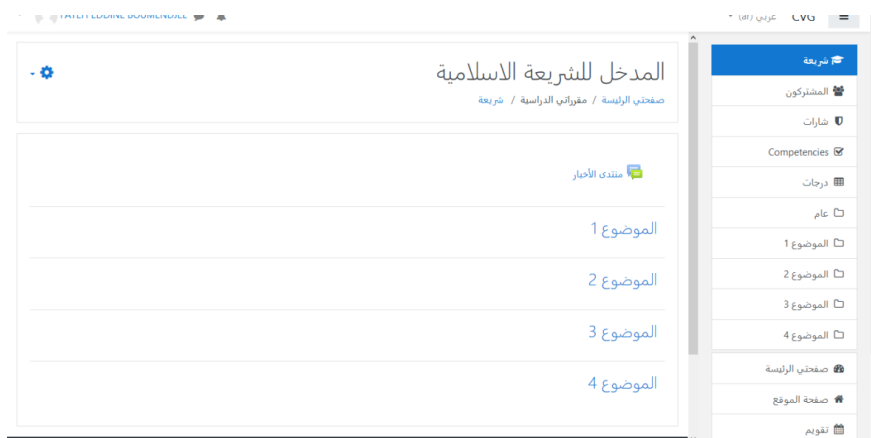 CVG
عربي (ar)
FATEH EDDINE BOUMENDJEL
شريعة
المشتركون
شارات
Competencies
درجات
عام
الموضوع 1
الموضوع 2
الموضوع 3
الموضوع 4
صفحتي الرئيسة
صفحة الموقع
تقويم
المدخل للشريعة الاسلامية
صفحتي الرئيسة / مقرراتي الدراسية / شريعة
منتدى الأخبار
الموضوع 1
الموضوع 2
الموضوع 3
الموضوع 4